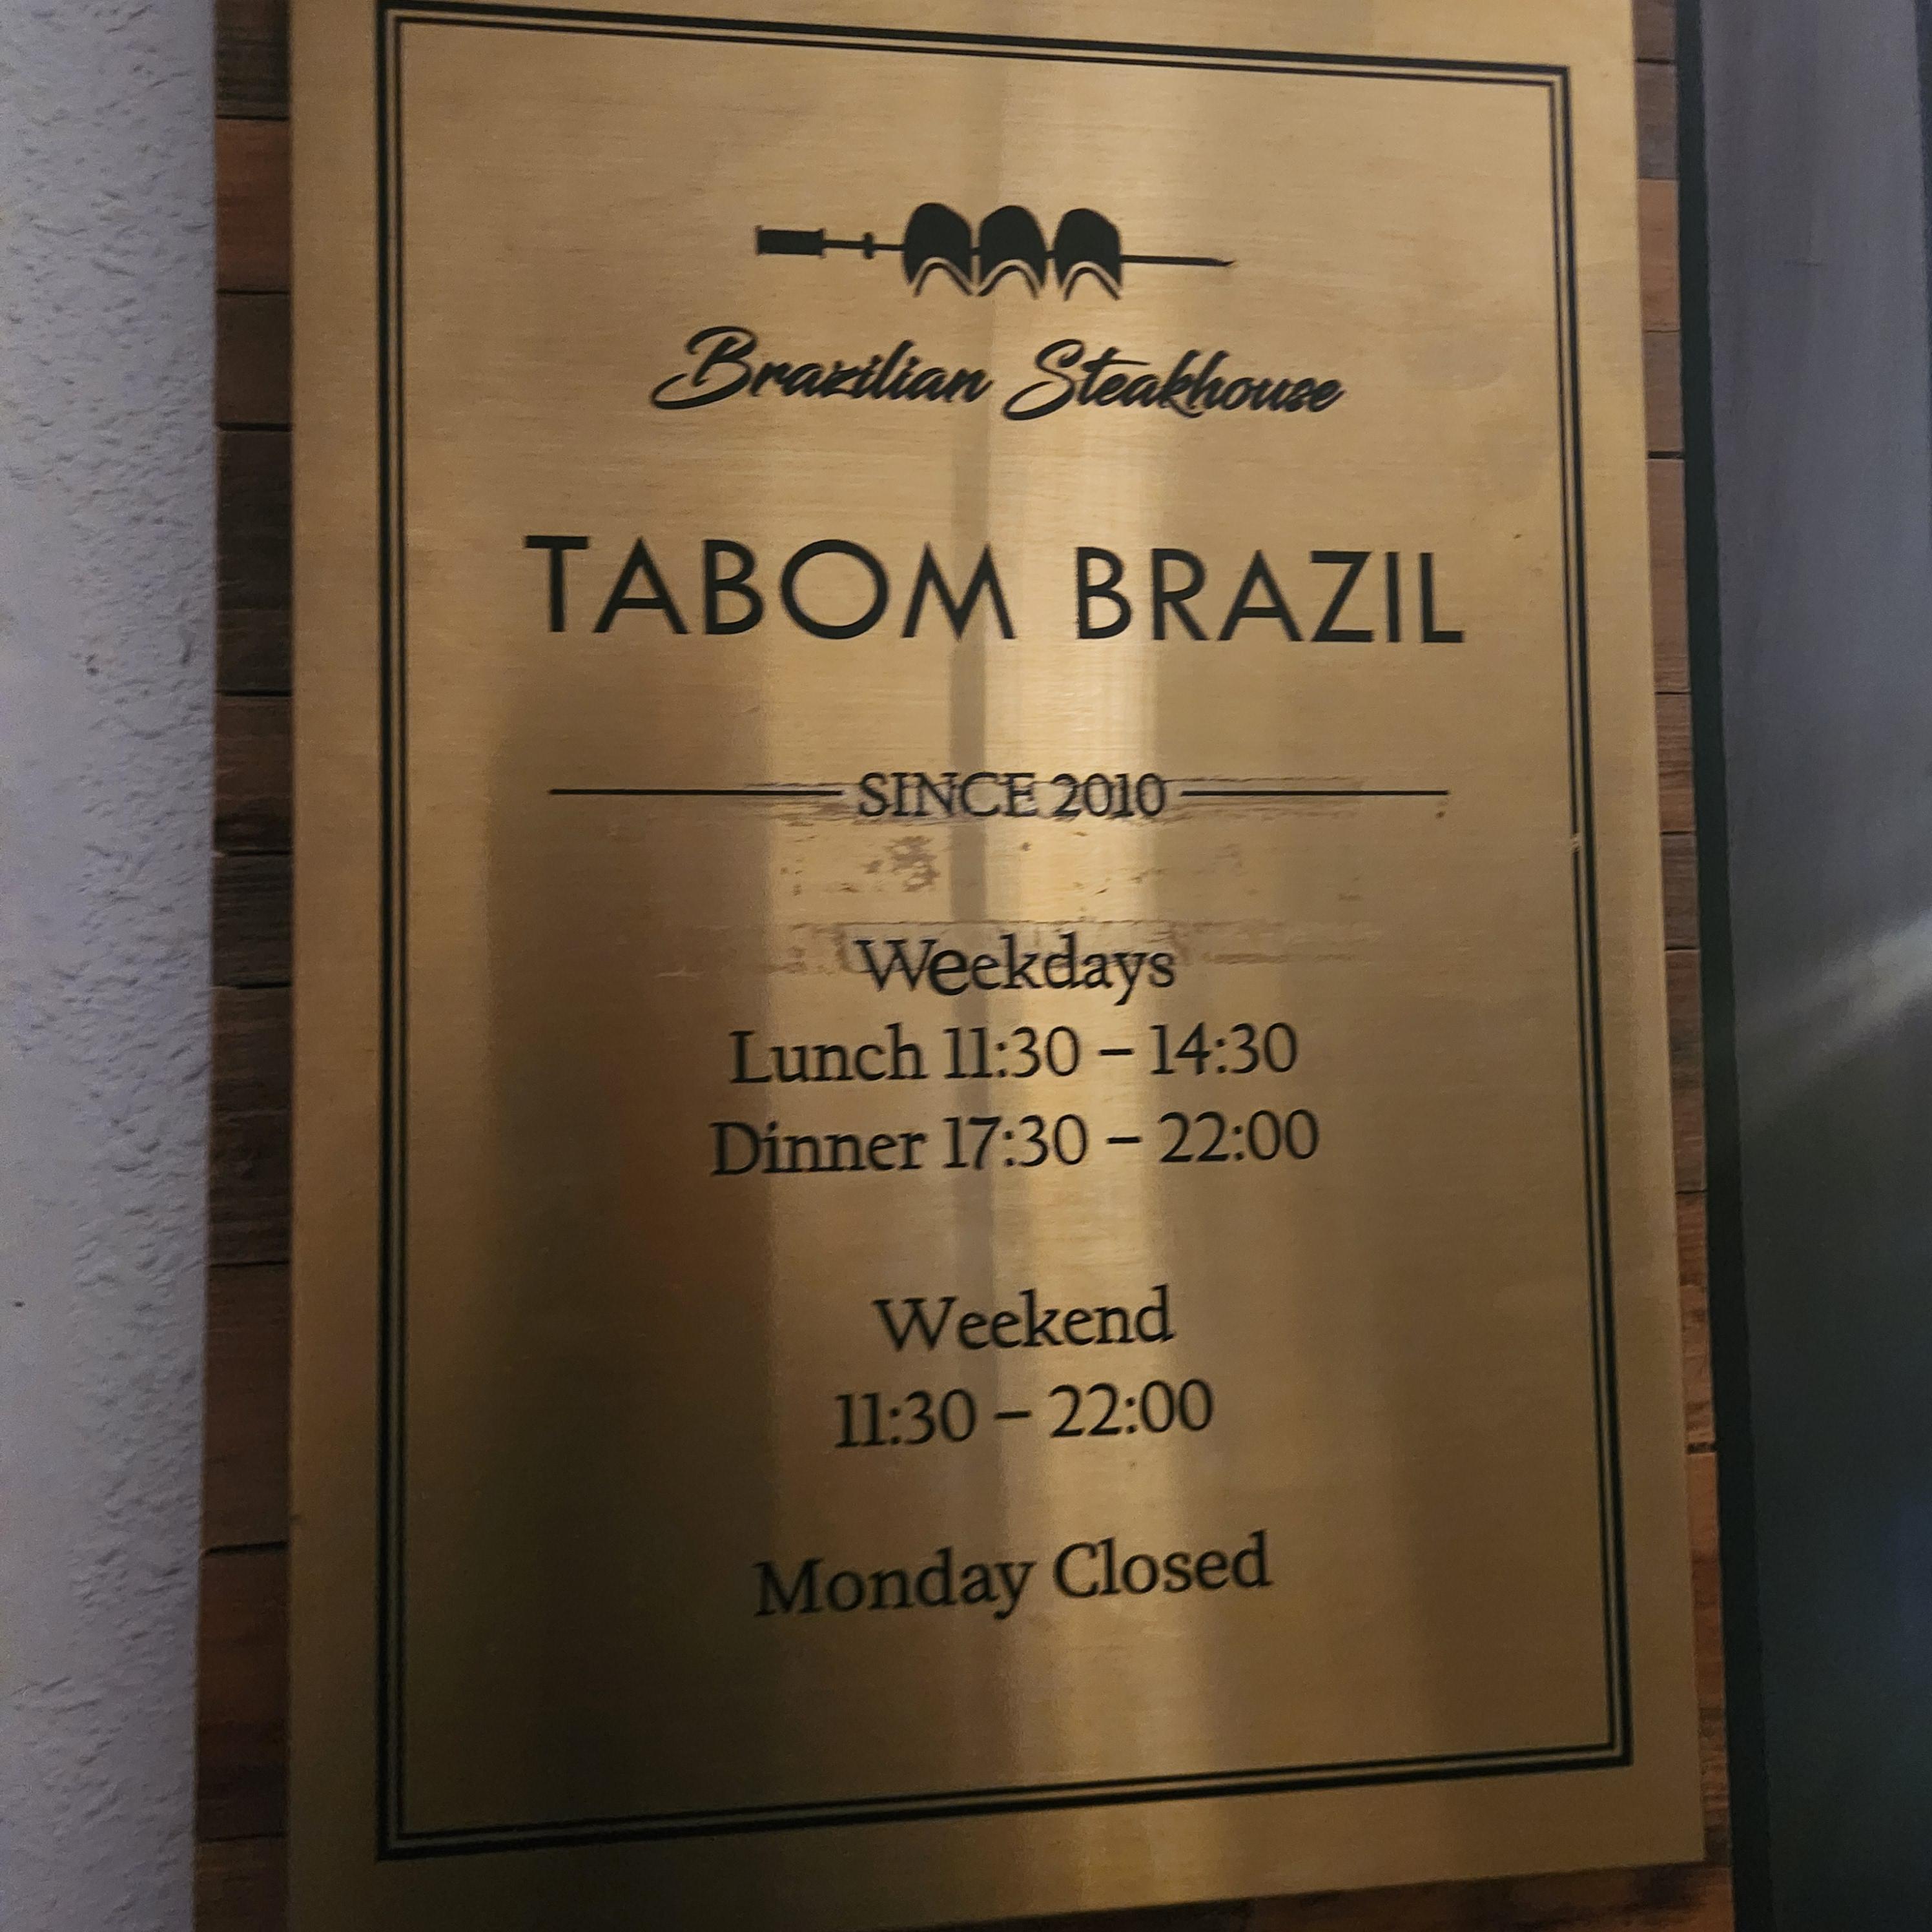 Brazilian Steakhouse
TABOM BRAZIL
SINCE 2010
Weekdays
Lunch 11:30 – 14:30
Dinner 17:30 – 22:00
Weekend
11:30 – 22:00
Monday Closed